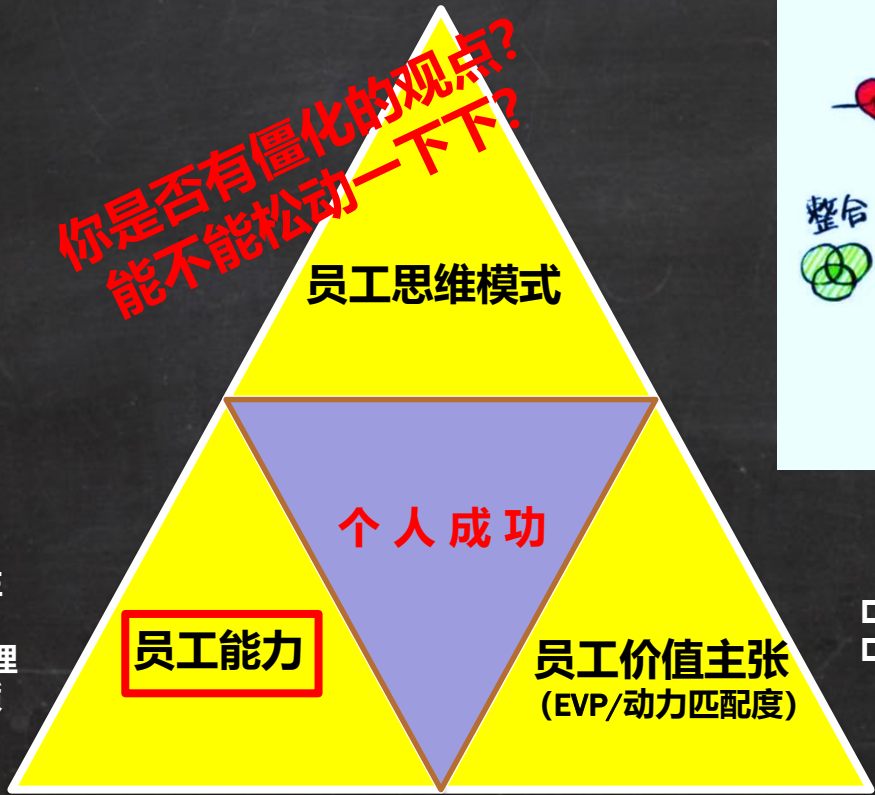 你是否有僵化的观点?
能不能松动一下下?
员工思维模式
整合
个人成功
员工能力
理
员工价值主张
(EVP/动力匹配度)